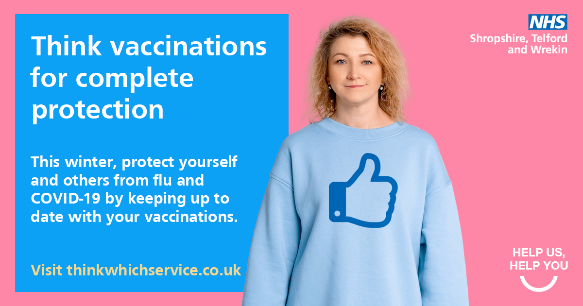 Think vaccinations
for complete
protection
This winter, protect yourself
and others from flu and
COVID-19 by keeping up to
date with your vaccinations.
Visit thinkwhichservice.co.uk
NHS
Shropshire, Telford
and Wrekin
HELP US,
HELP YOU